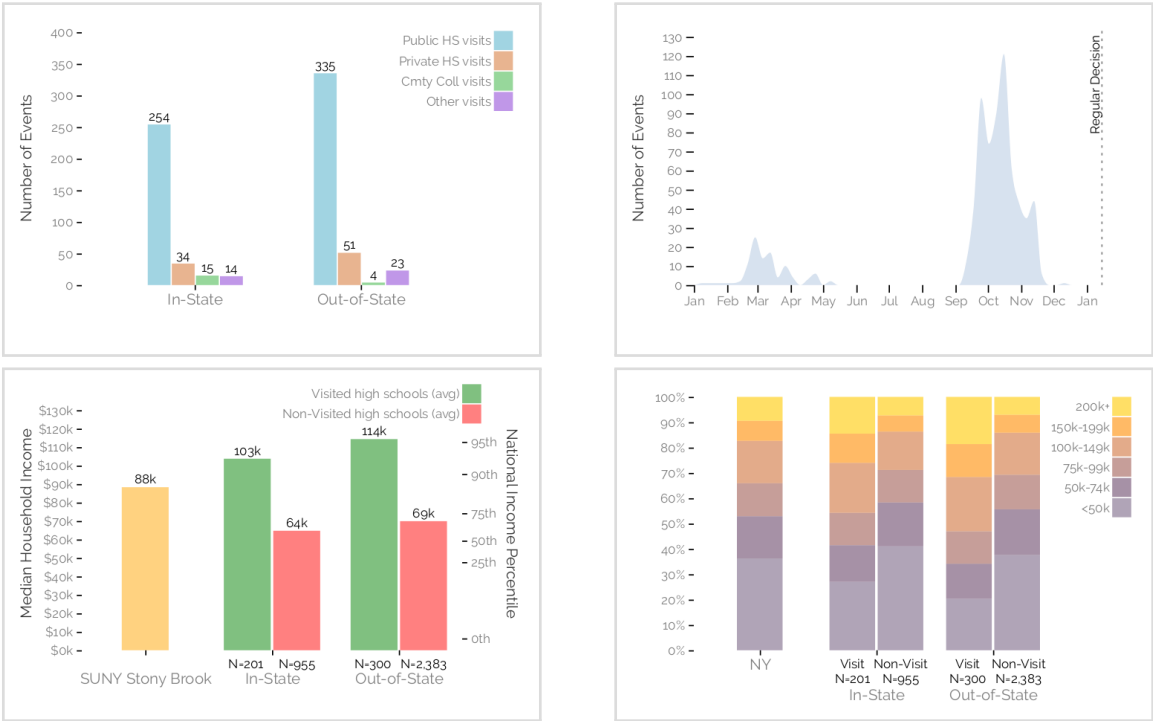 400
350
300
250
200
150
100
50
0
Number of Events
Public HS visits
Private HS visits
Cmty Coll visits
Other visits
254
34
15
14
335
51
4
23
In-State
Out-of-State
130
120
110
100
90
80
70
60
50
40
30
20
10
0
Number of Events
Regular Decision
Jan Feb Mar Apr May Jun Jul Aug Sep Oct Nov Dec Jan
Visited high schools (avg)
Non-Visited high schools (avg)
$130k
$120k
$110k
$100k
$90k
$80k
$70k
$60k
$50k
$40k
$30k
$20k
$10k
$0k
Median Household Income
88k
103k
64k
114k
69k
95th
90th
75th
50th
25th
0th
National Income Percentile
N=201 N=955 N=300 N=2,383
SUNY Stony Brook In-State Out-of-State
100%
90%
80%
70%
60%
50%
40%
30%
20%
10%
0%
200k+
150k-199k
100k-149k
75k-99k
50k-74k
<50k
NY
Visit Non-Visit Visit Non-Visit
N=201 N=955 N=300 N=2,383
In-State Out-of-State